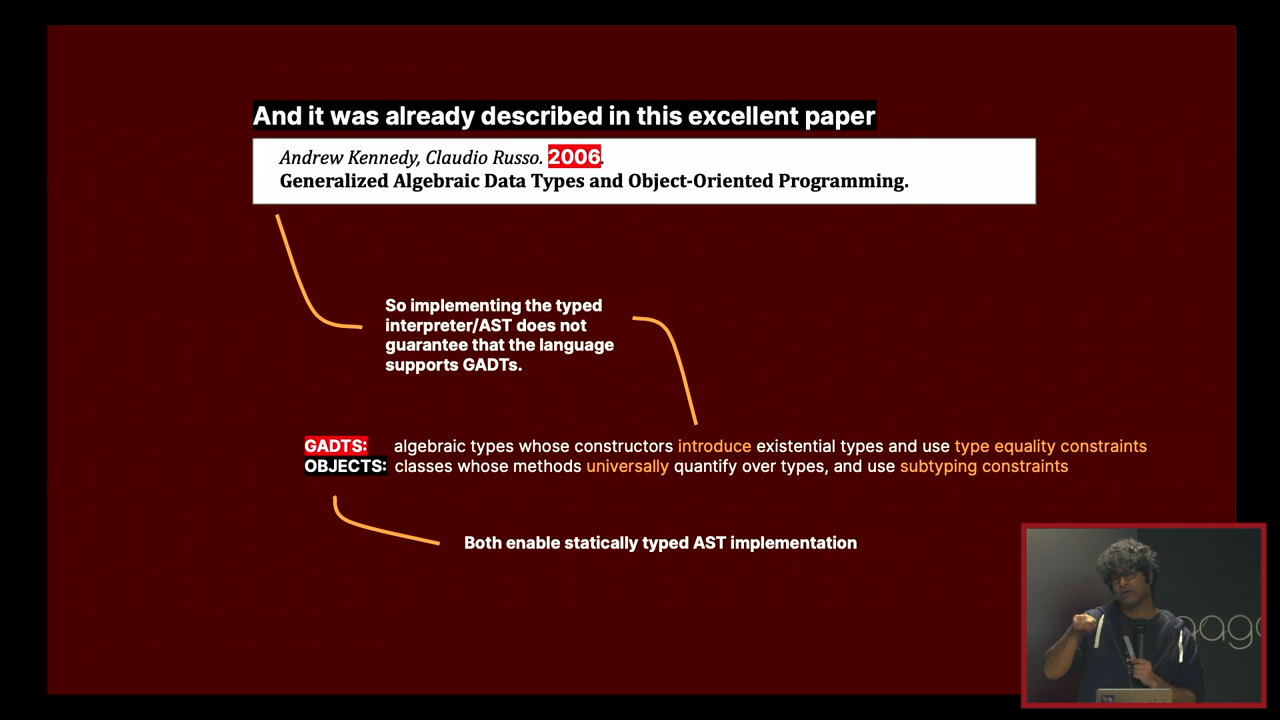 And it was already described in this excellent paper
Andrew Kennedy, Claudio Russo. 2006.
Generalized Algebraic Data Types and Object-Oriented Programming.
So implementing the typed
interpreter/AST does not
guarantee that the language
supports GADTs.
GADTS: algebraic types whose constructors introduce existential types and use type equality constraints
OBJECTS: classes whose methods universally quantify over types, and use subtyping constraints
Both enable statically typed AST implementation